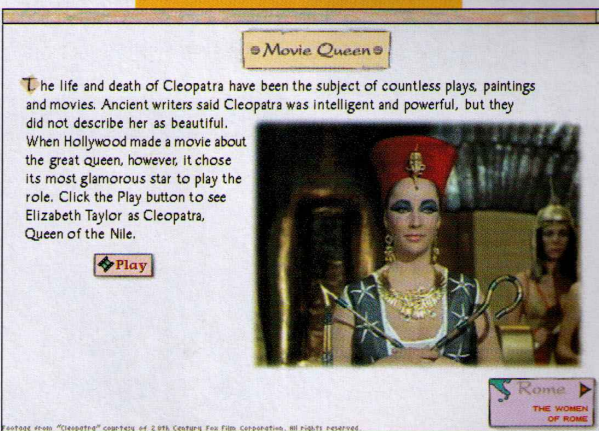 Movie Queen
The life and death of Cleopatra have been the subject of countless plays, paintings
and movies. Ancient writers said Cleopatra was intelligent and powerful, but they
did not describe her as beautiful.
When Hollywood made a movie about
the great queen, however, it chose
its most glamorous star to play the
role. Click the Play button to see
Elizabeth Taylor as Cleopatra,
Queen of the Nile.
Play
Rome
THE WOMEN
OF ROME
Footage from "Cleopatra" courtesy of 20th Century Fox Film Corporation. All rights reserved.